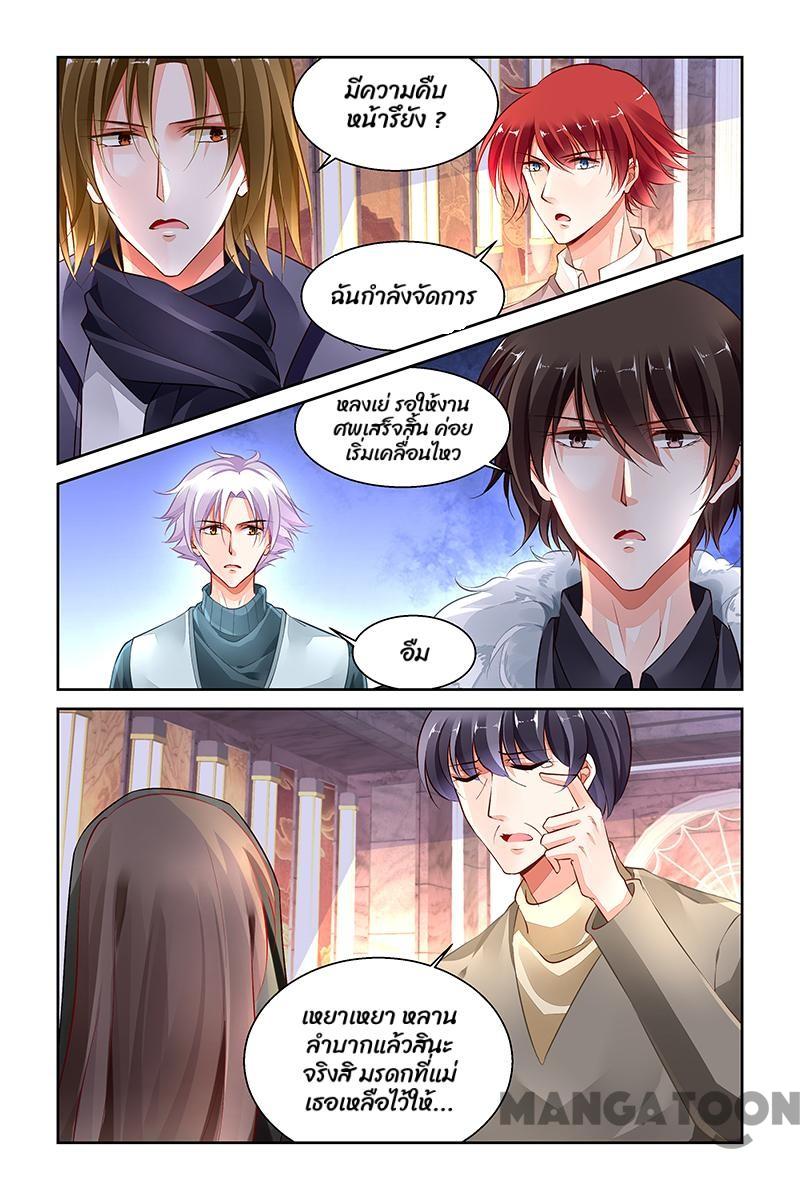 มีความคืบ
หน้ารึยัง ?
ฉันกำลังจัดการ
หลงเย่ รอให้งาน
ศพเสร็จสิ้น ค่อย
เริ่มเคลื่อนไหว
อืม
เหยาเหยา หลาน
ลำบากแล้วสินะ
จริงสิ มรดกที่แม่
เธอเหลือไว้ให้...
MANGATOON